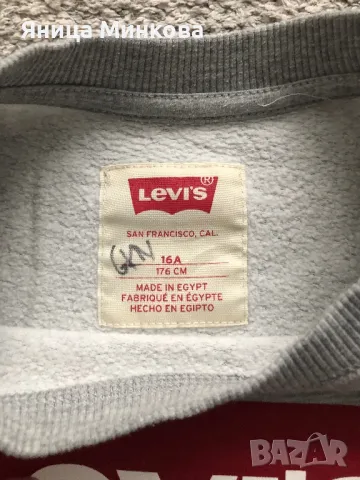 Яница Минкова
LEVI'S®
SAN FRANCISCO, CAL.
16A
176 CM
MADE IN EGYPT
FABRIQUÉ EN ÉGYPTE
HECHO EN EGIPTO
BAZAR
bg